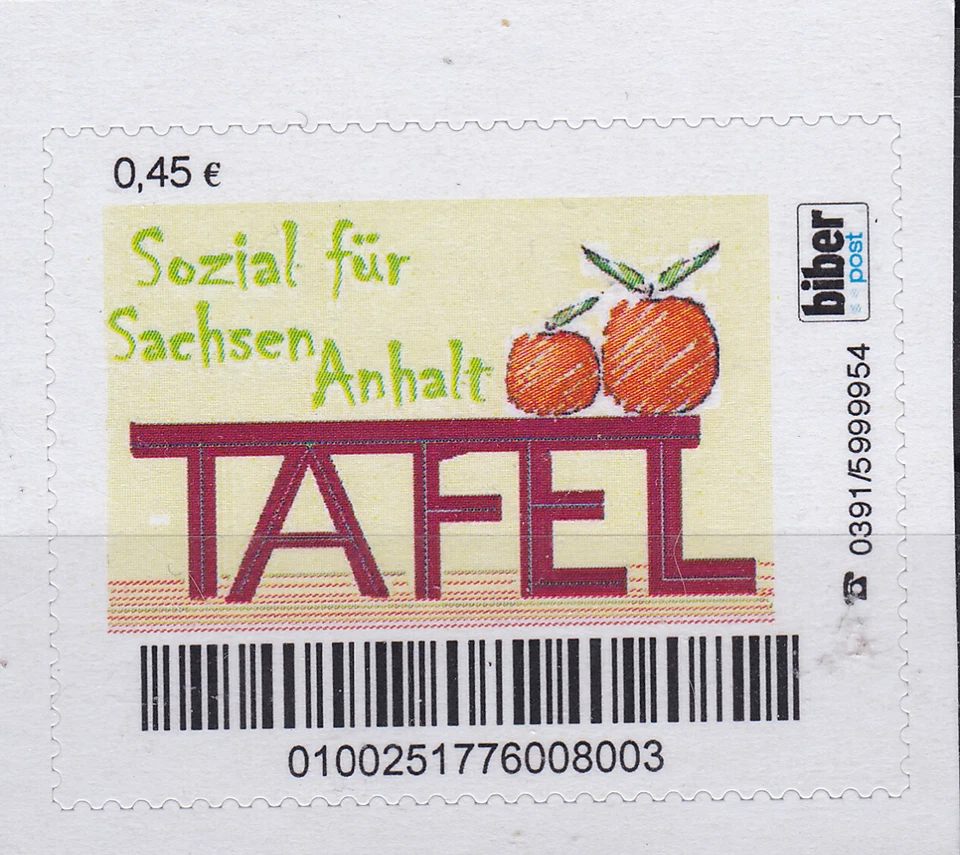 0,45 €
Sozial für
Sachsen
Anhalt
TAFEL
biber
post
0391/5999954
0100251776008003